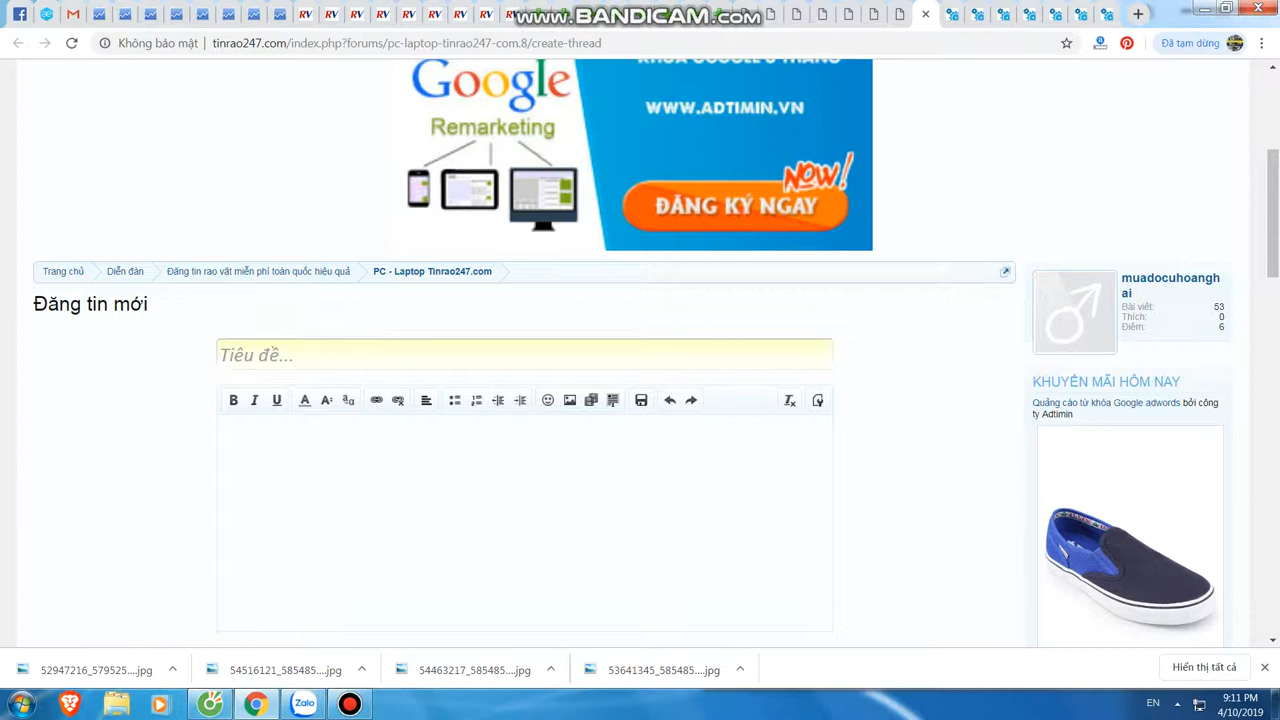 www.BANDICAM.com
Không bảo mật
tinrao247.com/index.php?forums/pc-laptop-tinrao247-com.8/create-thread
Đã tạm dừng
KHÓA GOOGLE 6 THÁNG
Google
Remarketing
WWW.ADTIMIN.VN
NOW!
ĐĂNG KÝ NGAY
Trang chủ
Diễn đàn
Đăng tin rao vặt miễn phí toàn quốc hiệu quả
PC - Laptop Tinrao247.com
Đăng tin mới
muadocuhoangh
ai
Bài viết: 53
Thích: 0
Điểm: 6
Tiêu đề...
KHUYẾN MÃI HÔM NAY
Quảng cáo từ khóa Google adwords bởi công
ty Adtimin
52947216_579525....jpg
54516121_585485....jpg
54463217_585485....jpg
53641345_585485....jpg
Hiển thị tất cả
Zalo
EN
9:11 PM
4/10/2019